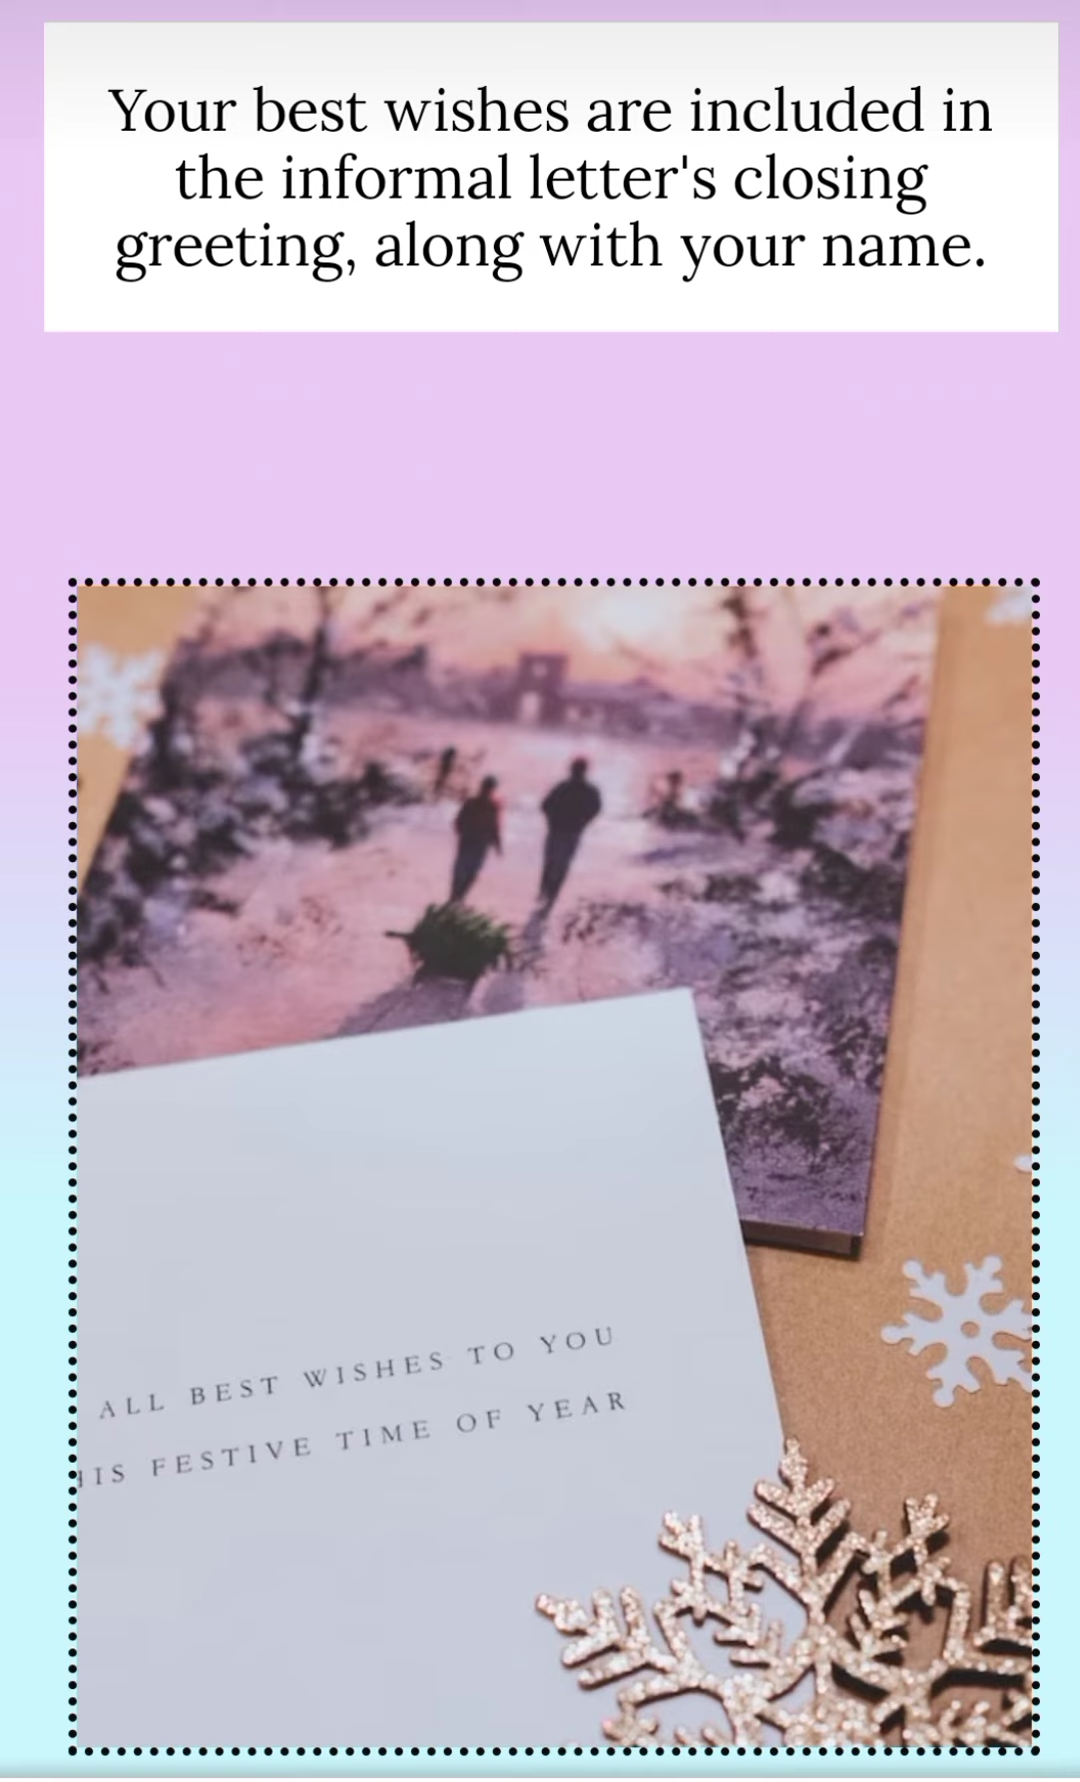 Your best wishes are included in
the informal letter's closing
greeting, along with your name.
ALL BEST WISHES TO YOU
FESTIVE TIME OF YEAR